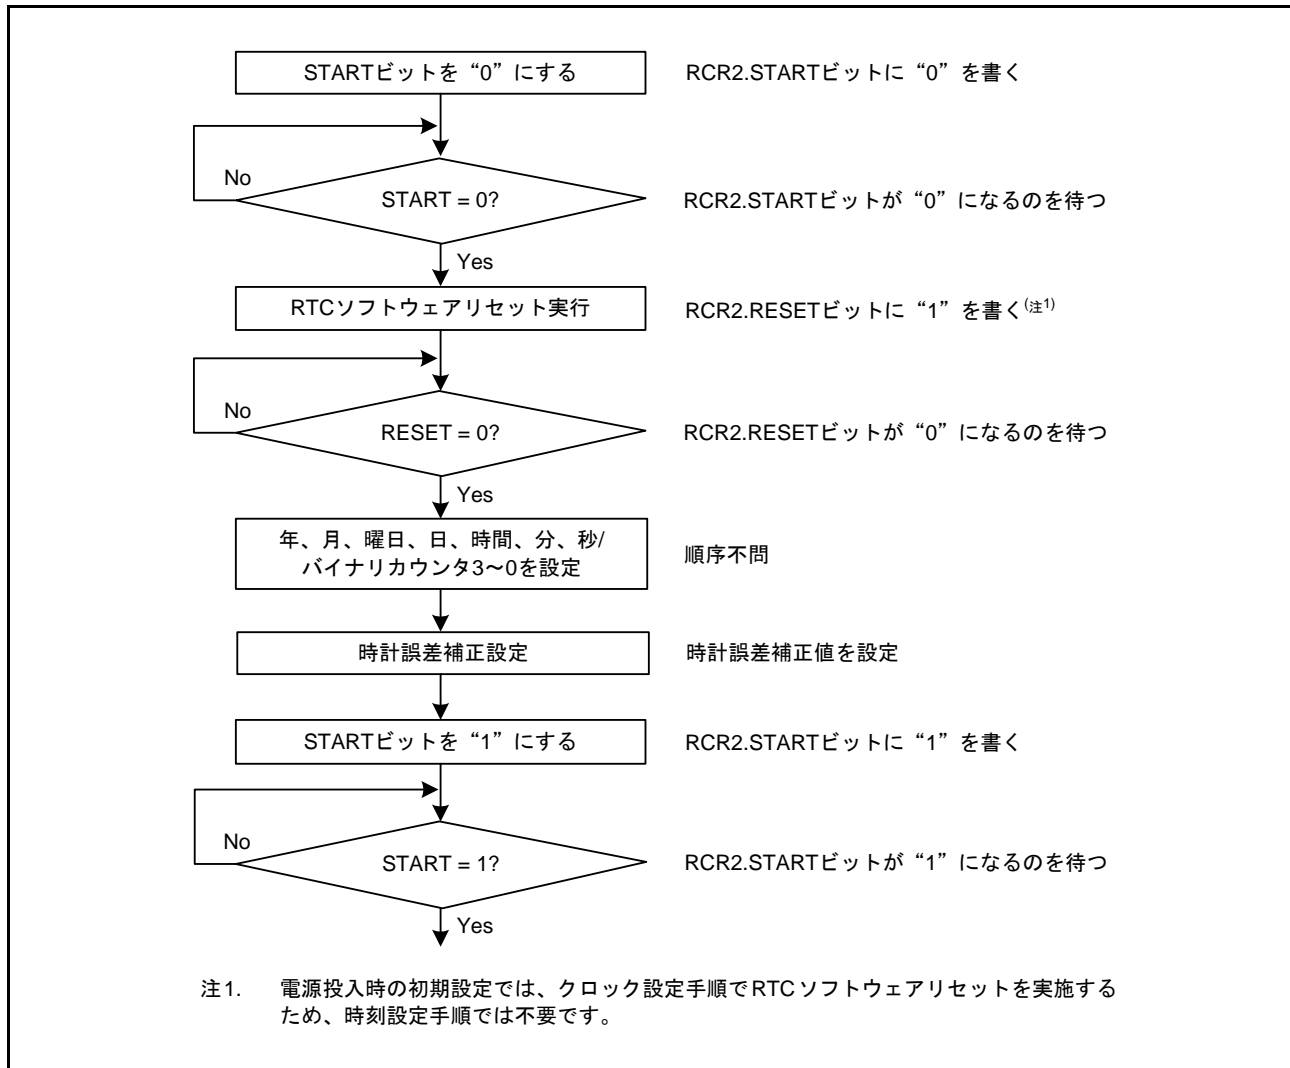 STARTビットを“0”にする
RCR2.STARTビットに“0”を書く
No
START = 0?
RCR2.STARTビットが“0”になるのを待つ
Yes
RTCソフトウェアリセット実行
RCR2.RESETビットに“1”を書く(注1)
No
RESET = 0?
RCR2.RESETビットが“0”になるのを待つ
Yes
年、月、曜日、日、時間、分、秒/
バイナリカウンタ3～0を設定
順序不問
時計誤差補正設定
時計誤差補正値を設定
STARTビットを“1”にする
RCR2.STARTビットに“1”を書く
No
START = 1?
RCR2.STARTビットが“1”になるのを待つ
Yes
注1. 電源投入時の初期設定では、クロック設定手順でRTCソフトウェアリセットを実施する
ため、時刻設定手順では不要です。